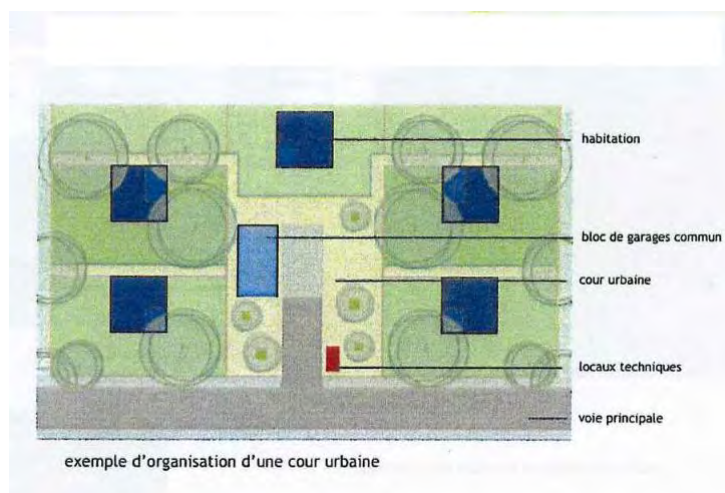 habitation
bloc de garages commun
cour urbaine
locaux techniques
voie principale
exemple d'organisation d'une cour urbaine